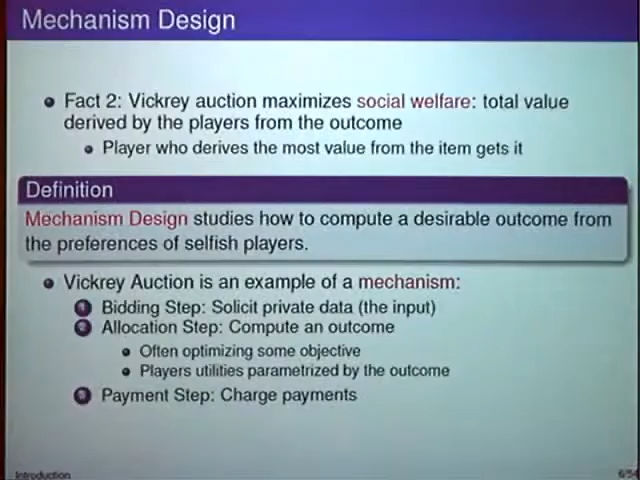 Mechanism Design
Fact 2: Vickrey auction maximizes social welfare: total value
derived by the players from the outcome
Player who derives the most value from the item gets it
Definition
Mechanism Design studies how to compute a desirable outcome from
the preferences of selfish players.
Vickrey Auction is an example of a mechanism:
1 Bidding Step: Solicit private data (the input)
2 Allocation Step: Compute an outcome
Often optimizing some objective
Players utilities parametrized by the outcome
3 Payment Step: Charge payments
Introduction